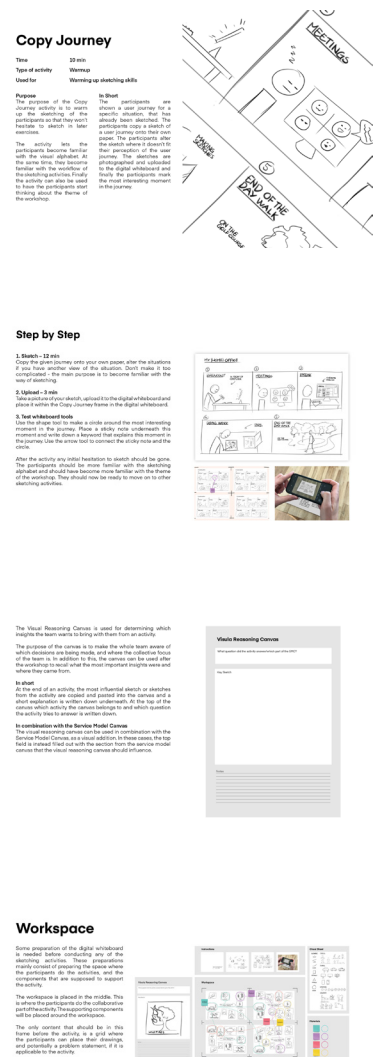 Copy Journey
Time 10 min
Type of activity Warmup
Used for Warming up sketching skills
Purpose
The purpose of the Copy
Journey activity is to warm
up the sketching of the
participants so that they won't
hesitate to sketch in later
exercises.
The activity lets the
participants become familiar
with the visual alphabet. At
the same time, they become
familiar with the workflow of
the sketching activities. Finally
the activity can also be used
to have the participants start
thinking about the theme of
the workshop.
In Short
The participants are
shown a user journey for a
specific situation, that has
already been sketched. The
participants copy a sketch of
a user journey onto their own
paper. The participants alter
the sketch where it doesn't fit
their perception of the user
journey. The sketches are
photographed and uploaded
to the digital whiteboard and
finally the participants mark
the most interesting moment
in the journey.
MEETINGS
5
END OF THE
DAY WALK
ON THE
GOLF COURSE
Step by Step
1. Sketch – 12 min
Copy the given journey onto your own paper, alter the situations
if you have another view of the situation. Don't make it too
complicated - the main purpose is to become familiar with the
way of sketching.
2. Upload – 3 min
Take a picture of your sketch, upload it to the digital whiteboard and
place it within the Copy Journey frame in the digital whiteboard.
3. Test whiteboard tools
Use the shape tool to make a circle around the most interesting
moment in the journey. Place a sticky note underneath this
moment and write down a keyword that explains this moment in
the journey. Use the arrow tool to connect the sticky note and the
circle.
After the activity any initial hesitation to sketch should be gone.
The participants should be more familiar with the sketching
alphabet and should have become more familiar with the theme
of the workshop. They should now be ready to move on to other
sketching activities.
The Visual Reasoning Canvas is used for determining which
insights the team wants to bring with them from an activity.
The purpose of the canvas is to make the whole team aware of
which decisions are being made, and where the collective focus
of the team is. In addition to this, the canvas can be used after
the workshop to recall what the most important insights were and
where they came from.
In short
At the end of an activity, the most influential sketch or sketches
from the activity are copied and pasted into the canvas and a
short explanation is written down underneath. At the top of the
canvas which activity the canvas belongs to and which question
the activity tries to answer is written down.
In combination with the Service Model Canvas
The visual reasoning canvas can be used in combination with the
Service Model Canvas, as a visual addition. In these cases, the top
field is instead filled out with the section from the service model
canvas that the visual reasoning canvas should influence.
Visula Reasoning Canvas
Key Sketch
Workspace
Some preparation of the digital whiteboard
is needed before conducting any of the
sketching activities. These preparations
mainly consist of preparing the space where
the participants do the activities, and the
components that are supposed to support
the activity.
The workspace is placed in the middle. This
is where the participants do the collaborative
part of the activity. The supporting components
will be placed around the workspace.
The only content that should be in this
frame before the activity, is a grid where
the participants can place their drawings,
and potentially a problem statement, if it is
applicable to the activity.
Visual Reasoning Canvas
Workspace